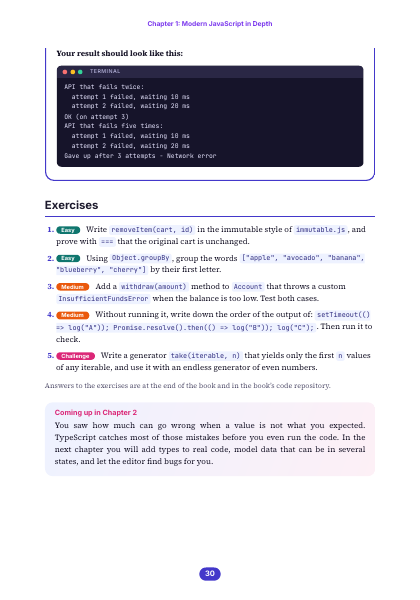 Chapter 1: Modern JavaScript in Depth
Your result should look like this:
TERMINAL
API that fails twice:
attempt 1 failed, waiting 10 ms
attempt 2 failed, waiting 20 ms
OK (on attempt 3)
API that fails five times:
attempt 1 failed, waiting 10 ms
attempt 2 failed, waiting 20 ms
Gave up after 3 attempts - Network error
Exercises
1. Easy Write removeItem(cart, id) in the immutable style of immutable.js, and
prove with === that the original cart is unchanged.
2. Easy Using Object.groupBy, group the words ["apple", "avocado", "banana",
"blueberry", "cherry"] by their first letter.
3. Medium Add a withdraw(amount) method to Account that throws a custom
InsufficientFundsError when the balance is too low. Test both cases.
4. Medium Without running it, write down the order of the output of: setTimeout(()
=> log("A")); Promise.resolve().then(() => log("B")); log("C");. Then run it to
check.
5. Challenge Write a generator take(iterable, n) that yields only the first n values
of any iterable, and use it with an endless generator of even numbers.
Answers to the exercises are at the end of the book and in the book's code repository.
Coming up in Chapter 2
You saw how much can go wrong when a value is not what you expected.
TypeScript catches most of those mistakes before you even run the code. In the
next chapter you will add types to real code, model data that can be in several
states, and let the editor find bugs for you.
30